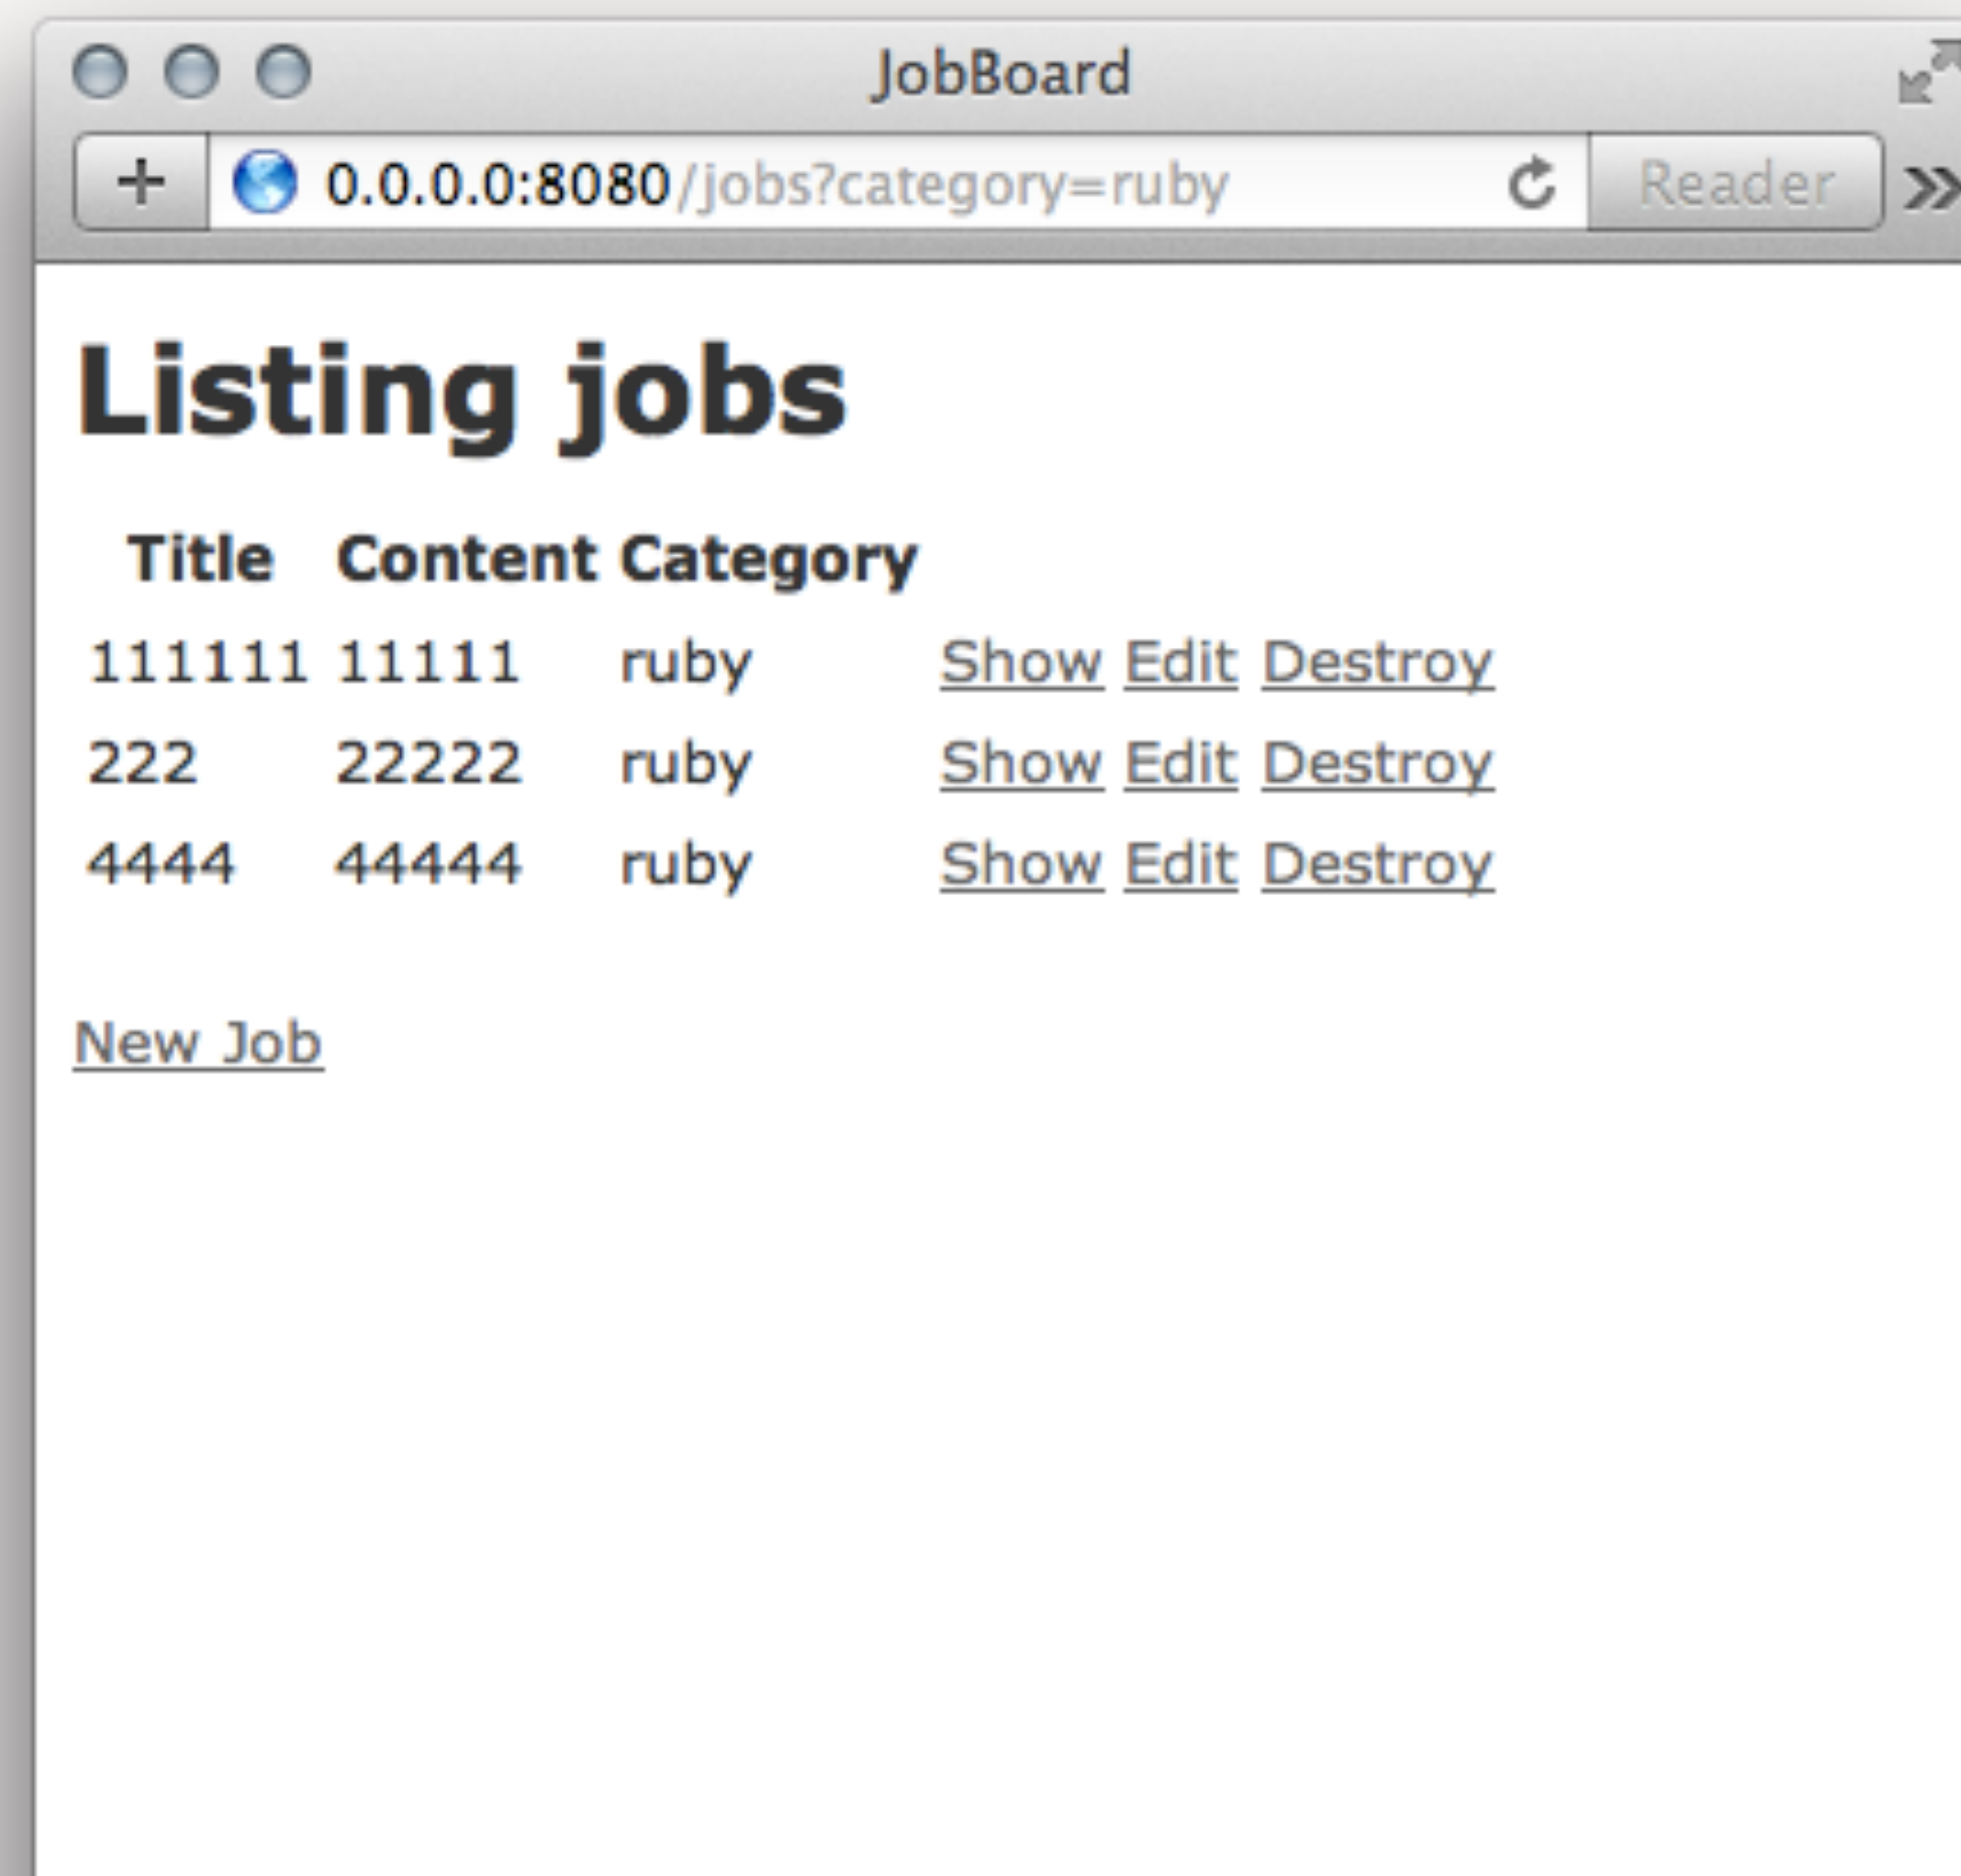 JobBoard
0.0.0.0:8080/jobs?category=ruby Reader
Listing jobs
Title Content Category
111111 11111 ruby Show Edit Destroy
222 22222 ruby Show Edit Destroy
4444 44444 ruby Show Edit Destroy
New Job